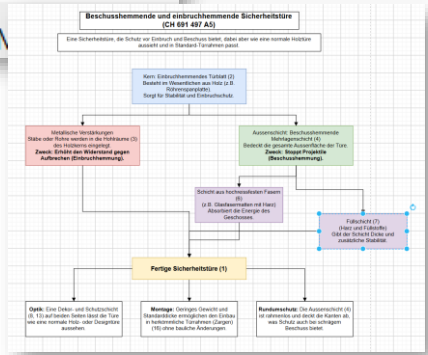 Beschusshemmende und einbruchhemmende Sicherheitstüre
(CH 691 497 A5)
Eine Sicherheitstüre, die Schutz vor Einbruch und Beschuss bietet, dabei aber wie eine normale Holztüre
aussieht und in Standard-Türrahmen passt.
Kern: Einbruchhemmendes Türblatt (2)
Besteht im Wesentlichen aus Holz (z.B.
Röhrenspanplatte).
Sorgt für Stabilität und Einbruchschutz.
Metallische Verstärkungen
Stäbe oder Rohre werden in die Hohlräume (3)
des Holzkerns eingelegt.
Zweck: Erhöht den Widerstand gegen
Aufbrechen (Einbruchhemmung).
Aussenschicht: Beschusshemmende
Mehrlagenschicht (4)
Bedeckt die gesamte Aussenfläche der Türe.
Zweck: Stoppt Projektile
(Beschusshemmung).
Schicht aus hochreissfesten Fasern
(6)
(z.B. Glasfasermatten mit Harz)
Absorbiert die Energie des
Geschosses.
Füllschicht (7)
(Harz und Füllstoffe)
Gibt der Schicht Dicke und
zusätzliche Stabilität.
Fertige Sicherheitstüre (1)
Optik: Eine Dekor- und Schutzschicht
(8, 13) auf beiden Seiten lässt die Türe
wie eine normale Holz- oder Designtüre
aussehen.
Montage: Geringes Gewicht und
Standarddicke ermöglichen den Einbau
in herkömmliche Türrahmen (Zargen)
(16) ohne bauliche Änderungen.
Rundumschutz: Die Aussenschicht (4)
ist rahmenlos und deckt die Kanten ab,
was Schutz auch bei schrägem
Beschuss bietet.